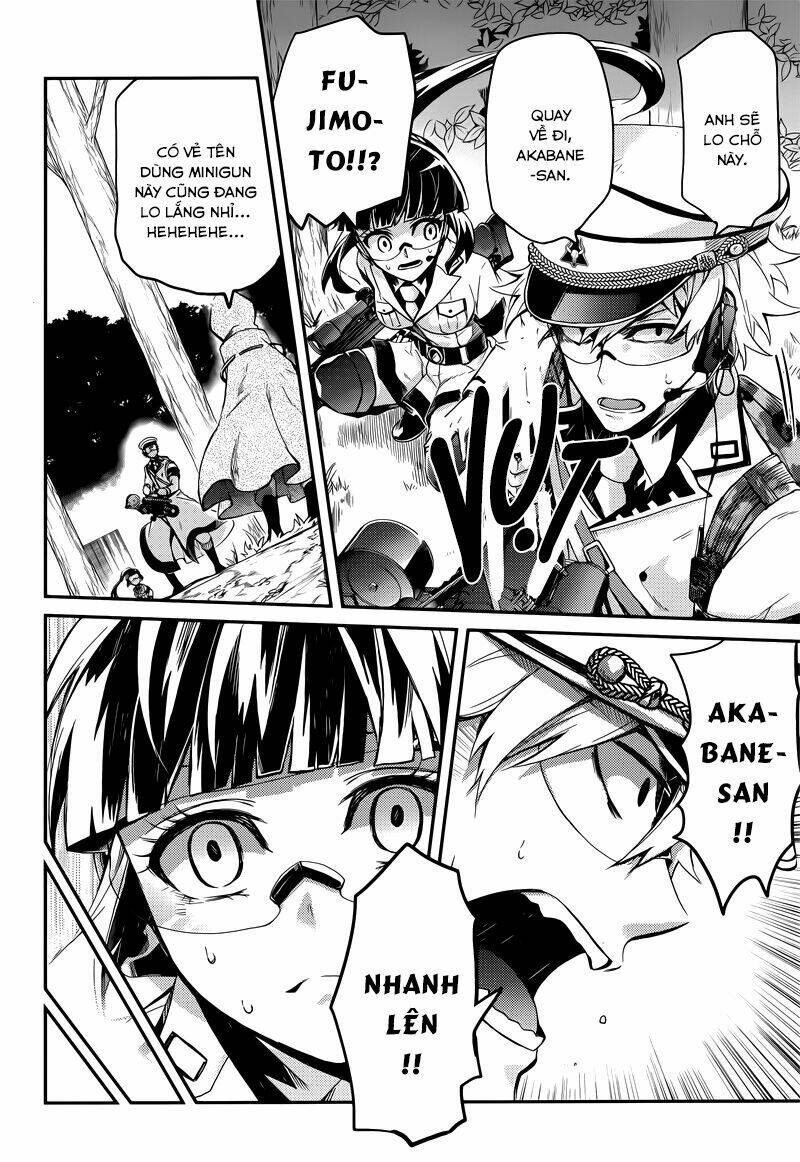 ANH SẼ
LO CHỖ
NÀY.
QUAY
VỀ ĐI,
AKABANE
-SAN.
FU-
JIMO-
TO!!?
VỤT
CÓ VẺ TÊN
DÙNG MINIGUN
NÀY CŨNG ĐANG
LO LẮNG NHỈ...
HEHEHEHE...
AKA-
BANE-
SAN
!!
NHANH
LÊN
!!